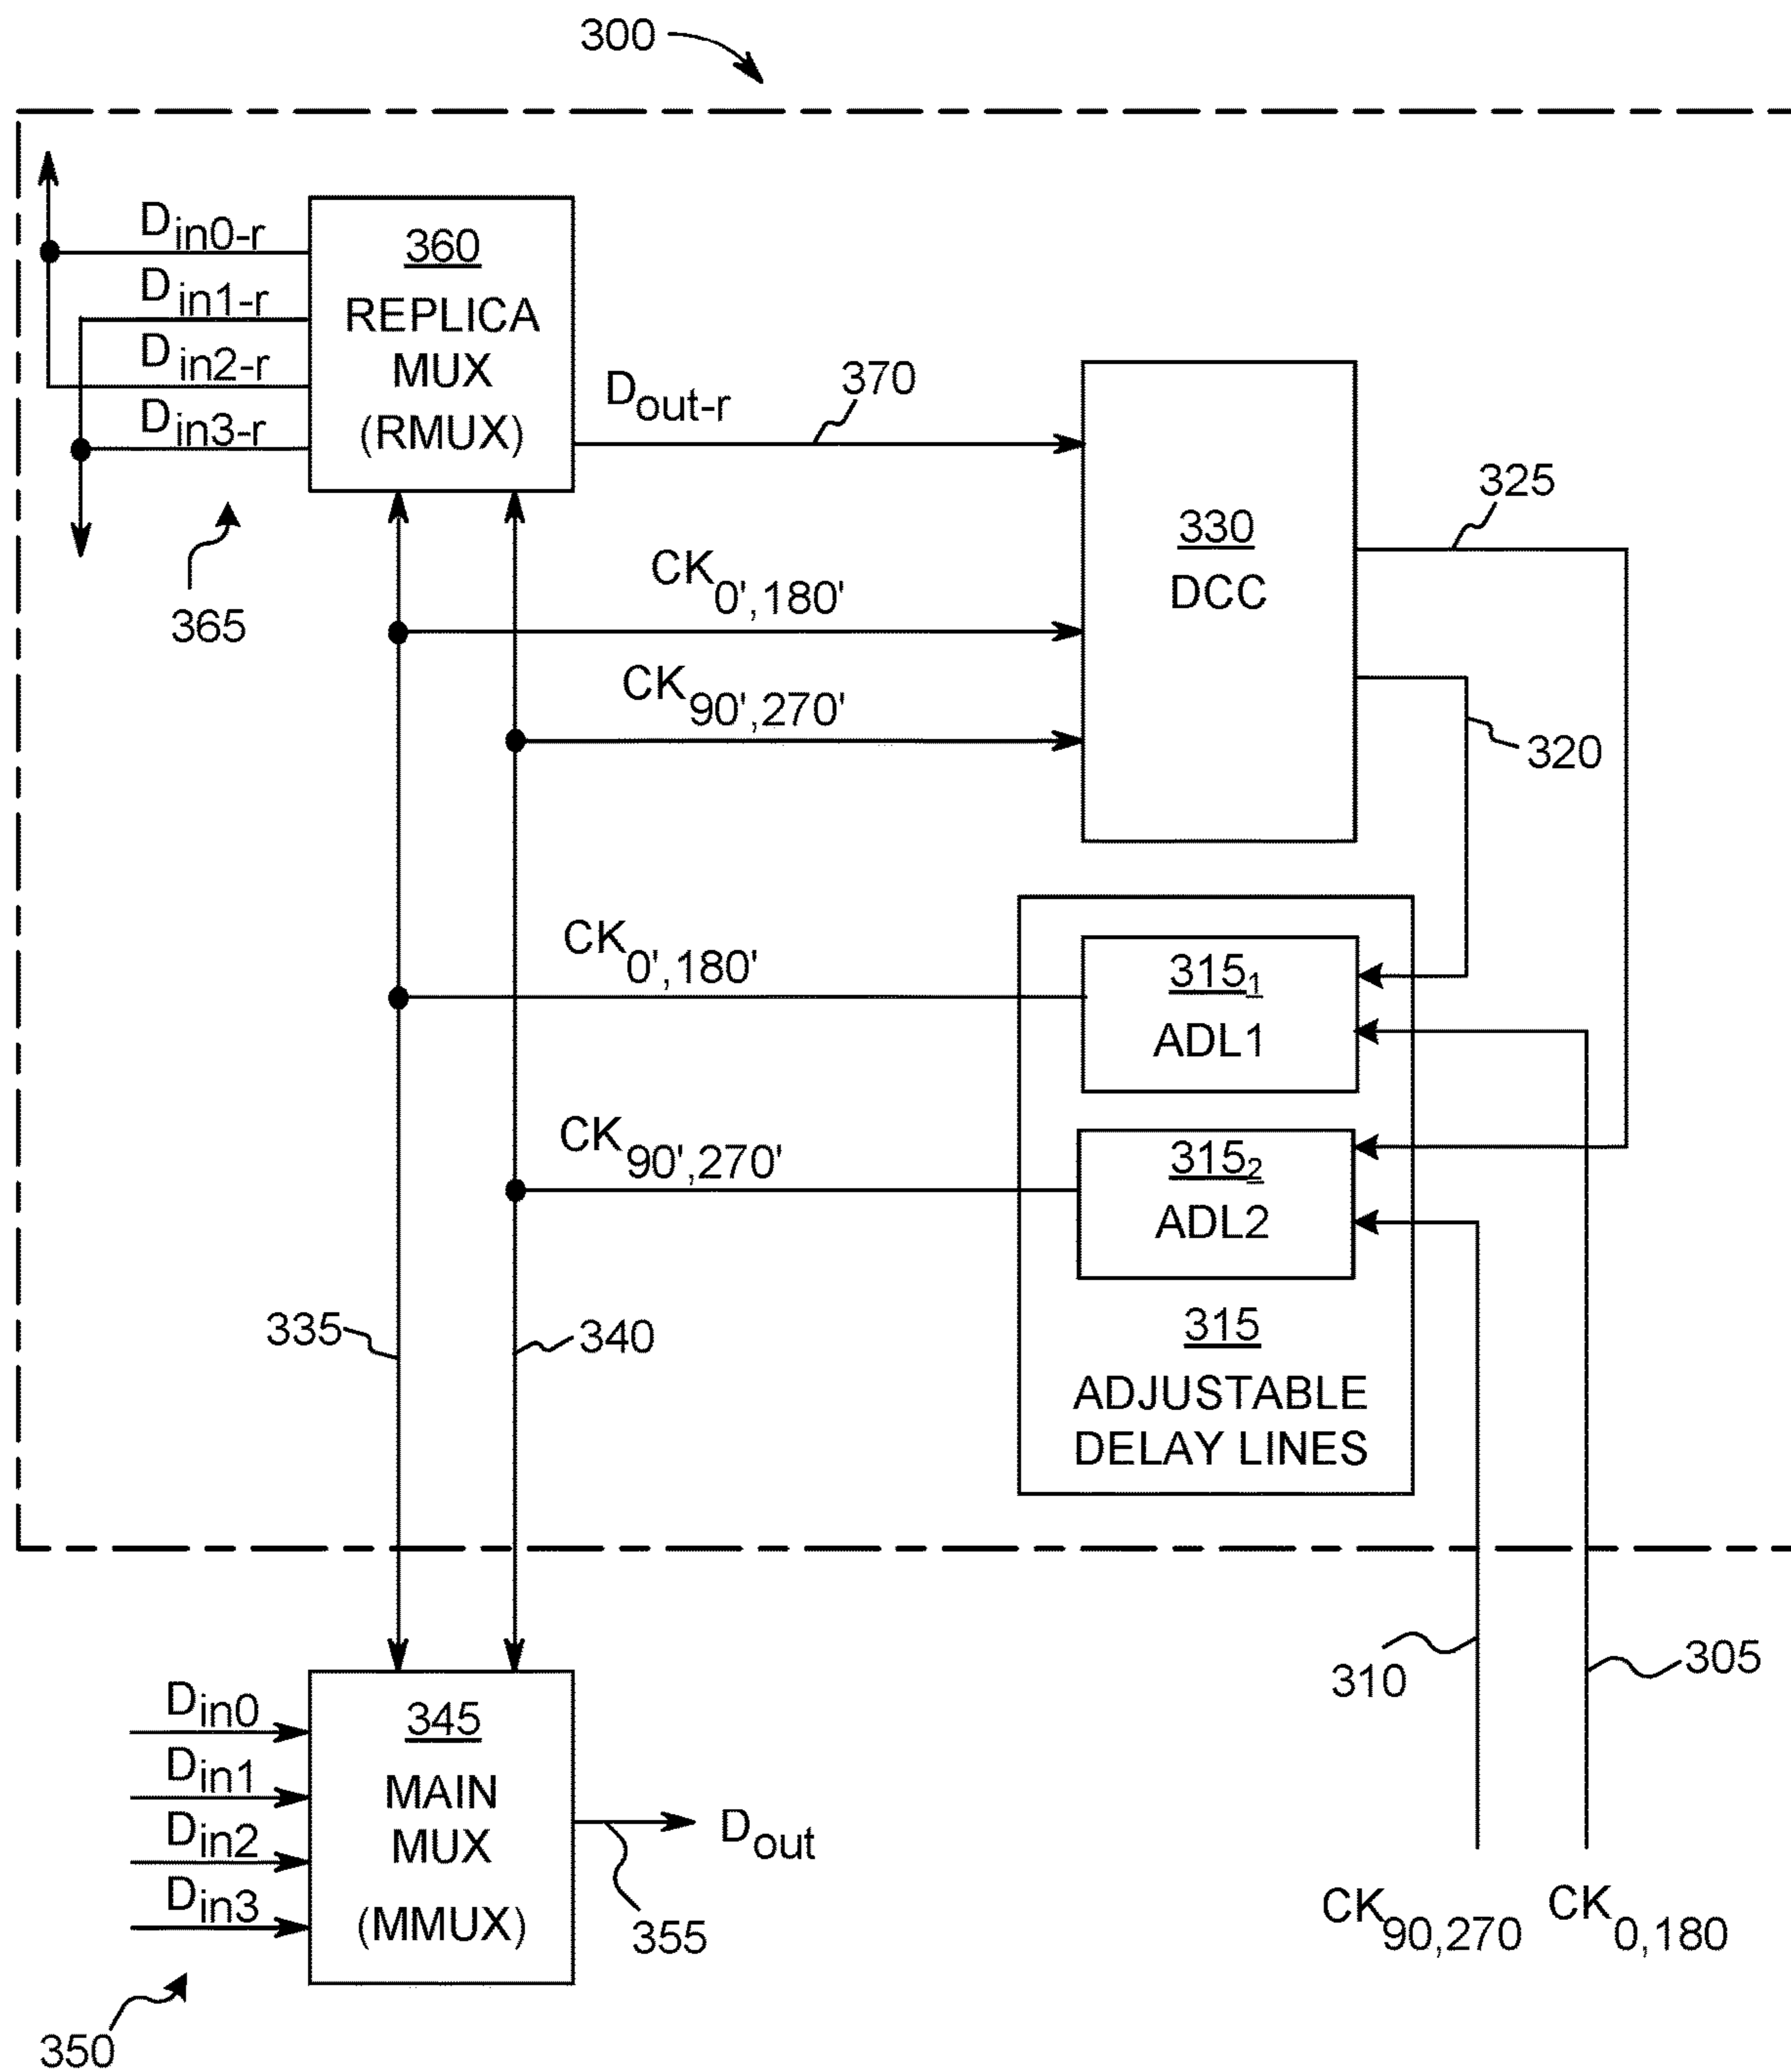 300
Din0-r
Din1-r
Din2-r
Din3-r
365
360
REPLICA
MUX
(RMUX)
Dout-r
370
CK0',180'
CK90',270'
330
DCC
325
320
CK0',180'
CK90',270'
3151
ADL1
3152
ADL2
315
ADJUSTABLE
DELAY LINES
335
340
310
305
CK90,270
CK0,180
Din0
Din1
Din2
Din3
350
345
MAIN
MUX
(MMUX)
355
Dout